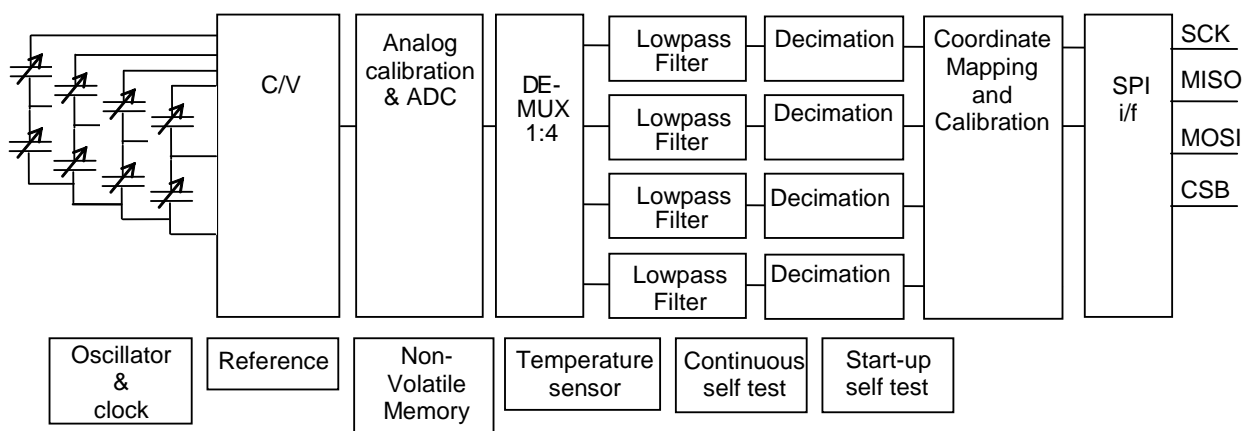 C/V
Analog
calibration
& ADC
DE-
MUX
1:4
Lowpass
Filter
Decimation
Lowpass
Filter
Decimation
Lowpass
Filter
Decimation
Lowpass
Filter
Decimation
Coordinate
Mapping
and
Calibration
SPI
i/f
SCK
MISO
MOSI
CSB
Oscillator
&
clock
Reference
Non-
Volatile
Memory
Temperature
sensor
Continuous
self test
Start-up
self test